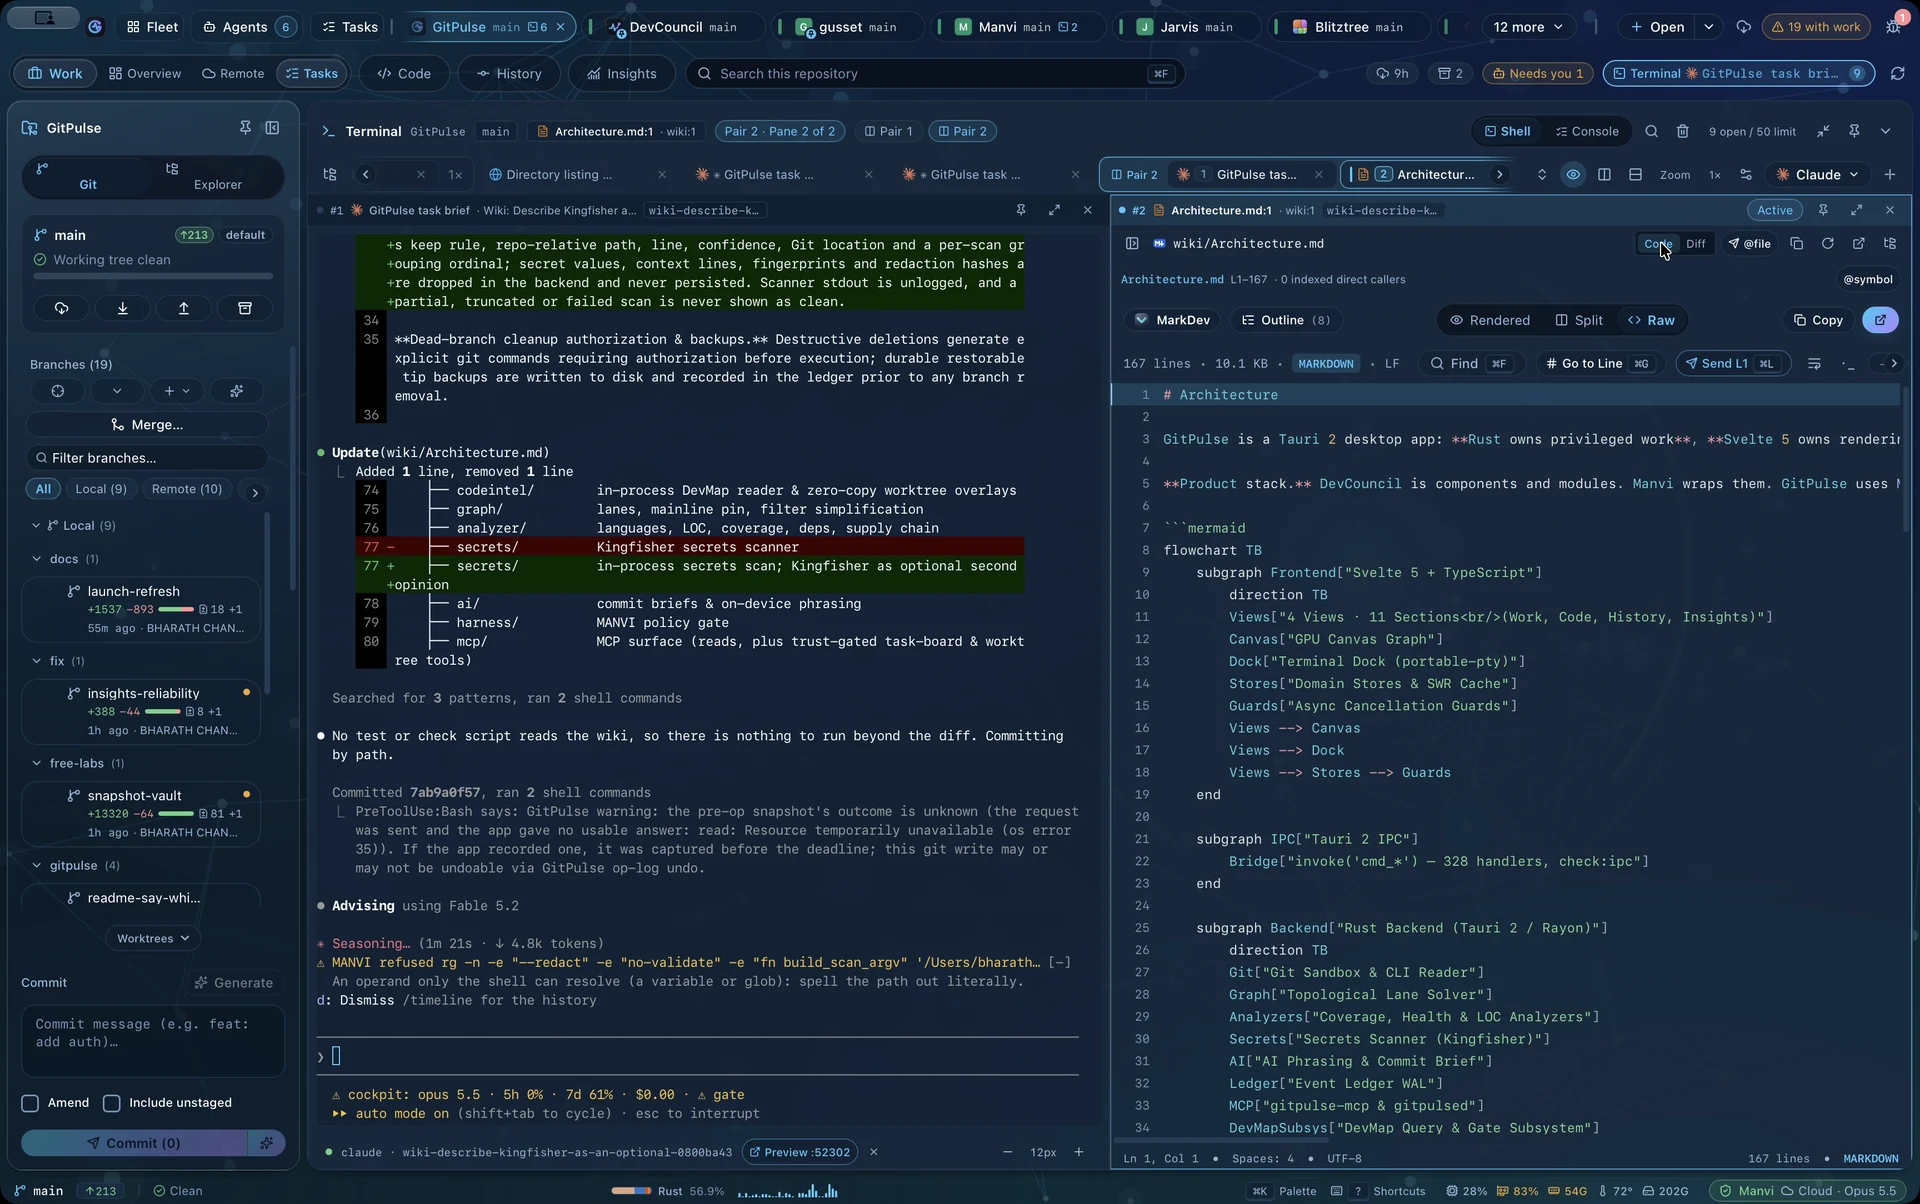 Fleet
Agents 6
Tasks
GitPulse main 6 ×
DevCouncil main
G gusset main
M Manvi main 2
J Jarvis main
Blitztree main
12 more
+ Open
19 with work
1
Work
Overview
Remote
Tasks
Code
History
Insights
Search this repository ⌘F
9h
2
Needs you 1
Terminal GitPulse task bri… 9
GitPulse
Git
Explorer
main ↑213 default
Working tree clean
Branches (19)
Merge...
Filter branches...
All Local (9) Remote (10)
Local (9)
docs (1)
launch-refresh
+1537 −893 18 +1
55m ago · BHARATH CHAN...
fix (1)
insights-reliability
+388 −44 8 +1
1h ago · BHARATH CHAN...
free-labs (1)
snapshot-vault
+13320 −64 81 +1
1h ago · BHARATH CHAN...
gitpulse (4)
readme-say-whi...
Worktrees
Commit Generate
Commit message (e.g. feat:
add auth)…
Amend Include unstaged
Commit (0)
Terminal GitPulse main Architecture.md:1 · wiki:1 Pair 2 · Pane 2 of 2 Pair 1 Pair 2
Shell Console 9 open / 50 limit
× 1× Directory listing ... × ✳ GitPulse task ... × ✳ GitPulse task ... × Pair 2 1 GitPulse tas... × 2 Architectur...
Zoom 1× Claude +
#1 GitPulse task brief · Wiki: Describe Kingfisher a... wiki-describe-k…
+s keep rule, repo-relative path, line, confidence, Git location and a per-scan gr
+ouping ordinal; secret values, context lines, fingerprints and redaction hashes a
+re dropped in the backend and never persisted. Scanner stdout is unlogged, and a
+partial, truncated or failed scan is never shown as clean.
34
35 **Dead-branch cleanup authorization & backups.** Destructive deletions generate e
xplicit git commands requiring authorization before execution; durable restorable
tip backups are written to disk and recorded in the ledger prior to any branch r
emoval.
36
Update(wiki/Architecture.md)
Added 1 line, removed 1 line
74 ├── codeintel/ in-process DevMap reader & zero-copy worktree overlays
75 ├── graph/ lanes, mainline pin, filter simplification
76 ├── analyzer/ languages, LOC, coverage, deps, supply chain
77 - ├── secrets/ Kingfisher secrets scanner
77 + ├── secrets/ in-process secrets scan; Kingfisher as optional second
+opinion
78 ├── ai/ commit briefs & on-device phrasing
79 ├── harness/ MANVI policy gate
80 ├── mcp/ MCP surface (reads, plus trust-gated task-board & workt
ree tools)
Searched for 3 patterns, ran 2 shell commands
No test or check script reads the wiki, so there is nothing to run beyond the diff. Committing
by path.
Committed 7ab9a0f57, ran 2 shell commands
PreToolUse:Bash says: GitPulse warning: the pre-op snapshot's outcome is unknown (the request
was sent and the app gave no usable answer: read: Resource temporarily unavailable (os error
35)). If the app recorded one, it was captured before the deadline; this git write may or
may not be undoable via GitPulse op-log undo.
Advising using Fable 5.2
✳ Seasoning… (1m 21s · ↓ 4.8k tokens)
⚠ MANVI refused rg -n -e "--redact" -e "no-validate" -e "fn build_scan_argv" '/Users/bharath… [-]
An operand only the shell can resolve (a variable or glob): spell the path out literally.
d: Dismiss /timeline for the history
❯
⚠ cockpit: opus 5.5 · 5h 0% · 7d 61% · $0.00 · ⚠ gate
▸▸ auto mode on (shift+tab to cycle) · esc to interrupt
claude · wiki-describe-kingfisher-as-an-optional-0800ba43 Preview :52302 × − 12px +
#2 Architecture.md:1 · wiki:1 wiki-describe-k… Active
wiki/Architecture.md Code Diff @file
Architecture.md L1–167 · 0 indexed direct callers @symbol
MarkDev Outline (8) Rendered Split Raw Copy
167 lines • 10.1 KB • MARKDOWN • LF Find ⌘F # Go to Line ⌘G Send L1 ⌘L
1 # Architecture
2
3 GitPulse is a Tauri 2 desktop app: **Rust owns privileged work**, **Svelte 5 owns renderin
4
5 **Product stack.** DevCouncil is components and modules. Manvi wraps them. GitPulse uses M
6
7 ```mermaid
8 flowchart TB
9 subgraph Frontend["Svelte 5 + TypeScript"]
10 direction TB
11 Views["4 Views · 11 Sections<br/>(Work, Code, History, Insights)"]
12 Canvas["GPU Canvas Graph"]
13 Dock["Terminal Dock (portable-pty)"]
14 Stores["Domain Stores & SWR Cache"]
15 Guards["Async Cancellation Guards"]
16 Views --> Canvas
17 Views --> Dock
18 Views --> Stores --> Guards
19 end
20
21 subgraph IPC["Tauri 2 IPC"]
22 Bridge["invoke('cmd_*') — 328 handlers, check:ipc"]
23 end
24
25 subgraph Backend["Rust Backend (Tauri 2 / Rayon)"]
26 direction TB
27 Git["Git Sandbox & CLI Reader"]
28 Graph["Topological Lane Solver"]
29 Analyzers["Coverage, Health & LOC Analyzers"]
30 Secrets["Secrets Scanner (Kingfisher)"]
31 AI["AI Phrasing & Commit Brief"]
32 Ledger["Event Ledger WAL"]
33 MCP["gitpulse-mcp & gitpulsed"]
34 DevMapSubsys["DevMap Query & Gate Subsystem"]
Ln 1, Col 1 • Spaces: 4 • UTF-8 167 lines • MARKDOWN
main ↑213 Clean Rust 56.9% ⌘K Palette ? Shortcuts 28% 83% 54G 72° 202G Manvi Cloud · Opus 5.5